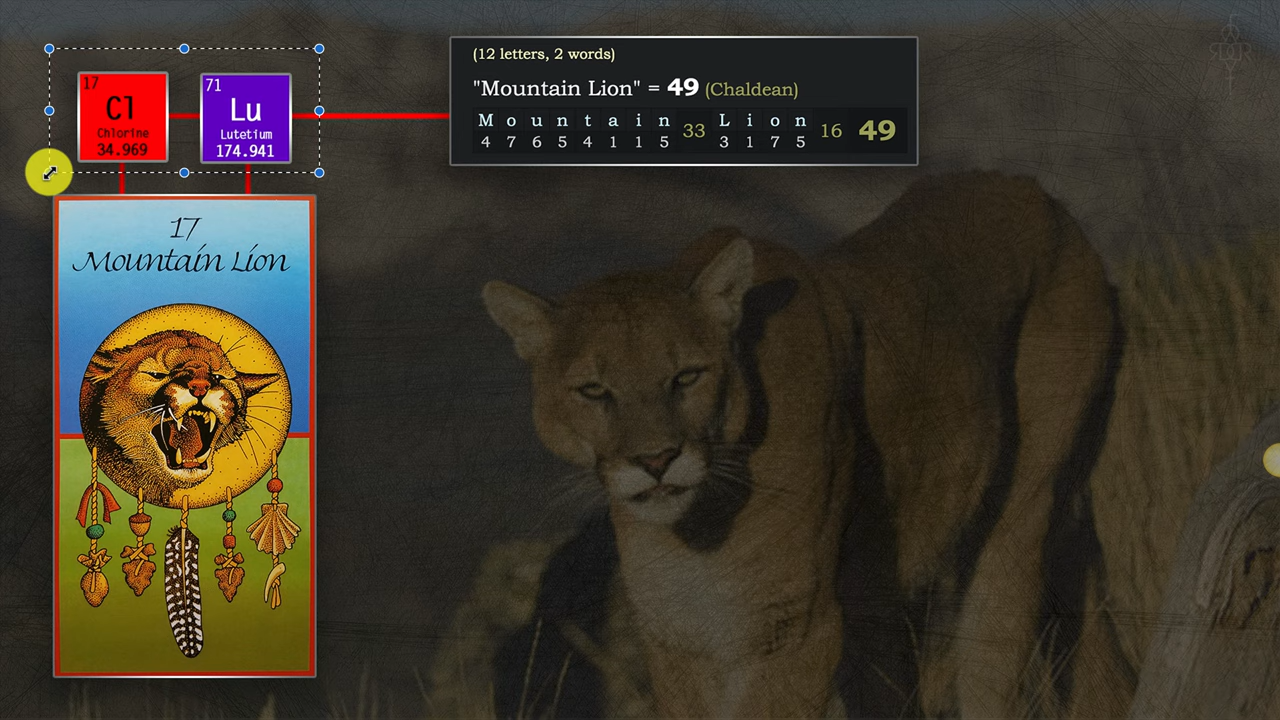 17
Cl
Chlorine
34.969
71
Lu
Lutetium
174.941
(12 letters, 2 words)
"Mountain Lion" = 49 (Chaldean)
M o u n t a i n 33 L i o n 16 49
4 7 6 5 4 1 1 5 3 1 7 5
17
Mountain Lion